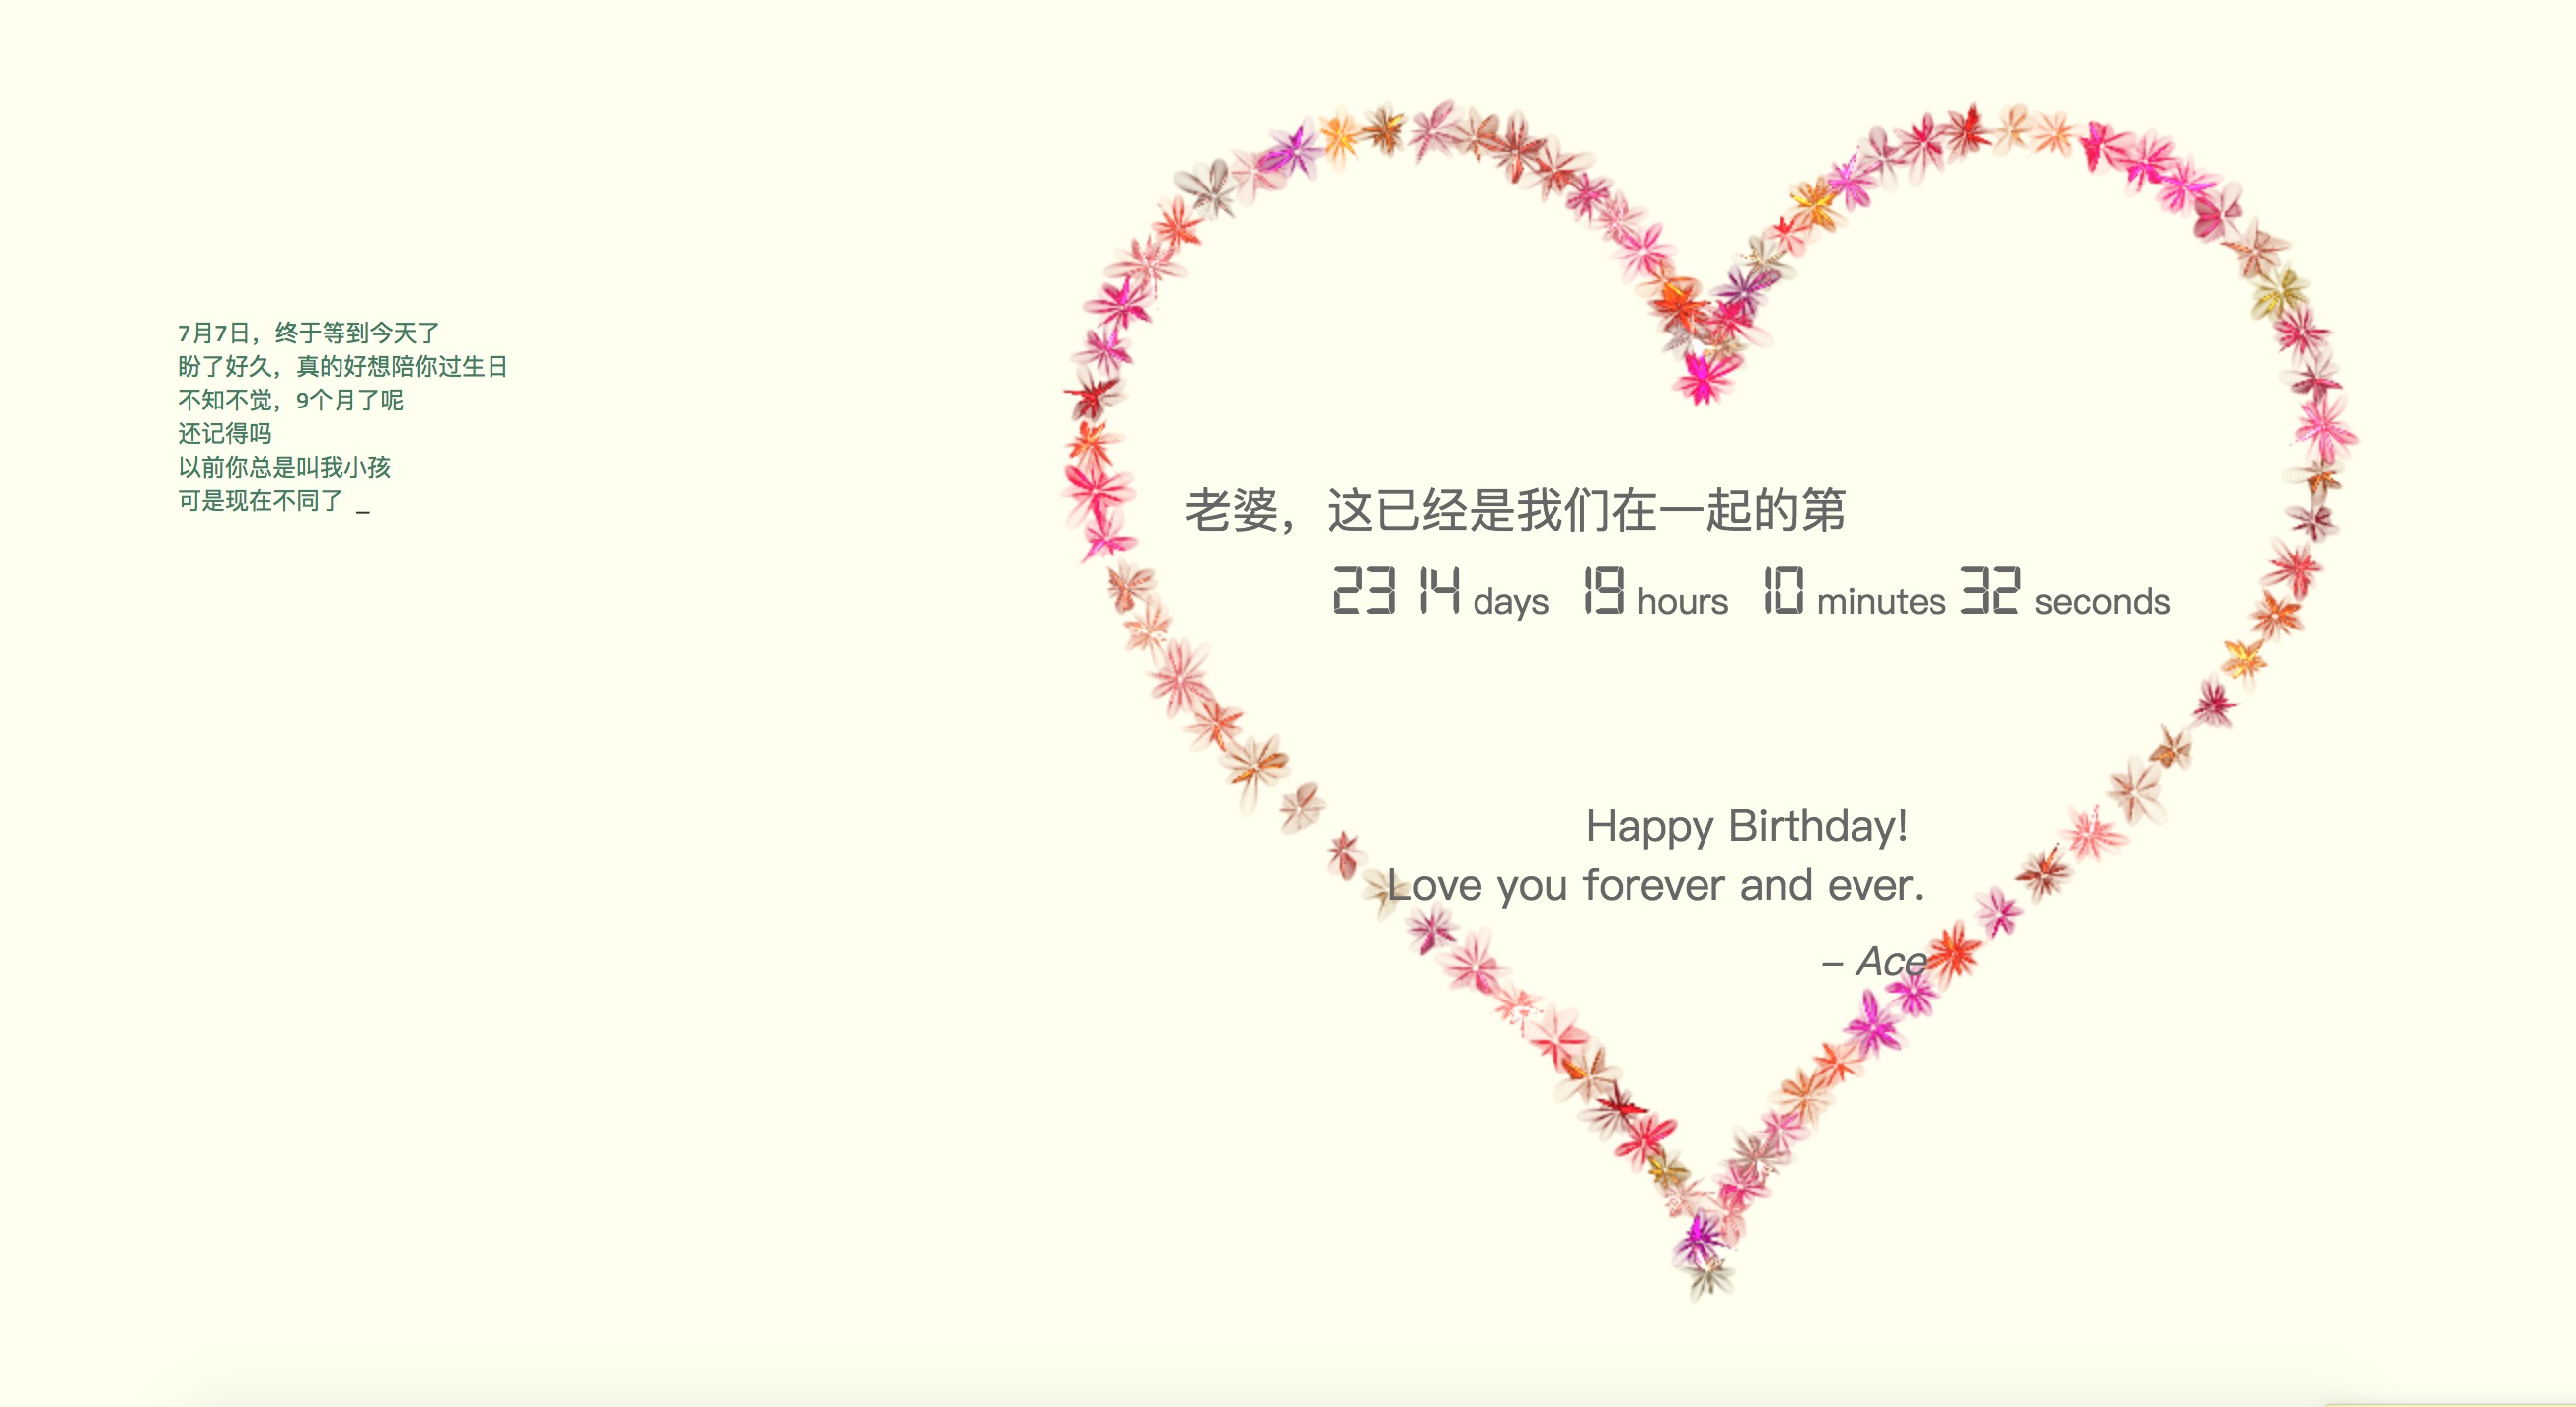 7月7日，终于等到今天了
盼了好久，真的好想陪你过生日
不知不觉，9个月了呢
还记得吗
以前你总是叫我小孩
可是现在不同了 _
老婆，这已经是我们在一起的第
2314 days 19 hours 10 minutes 32 seconds
Happy Birthday!
Love you forever and ever.
– Ace